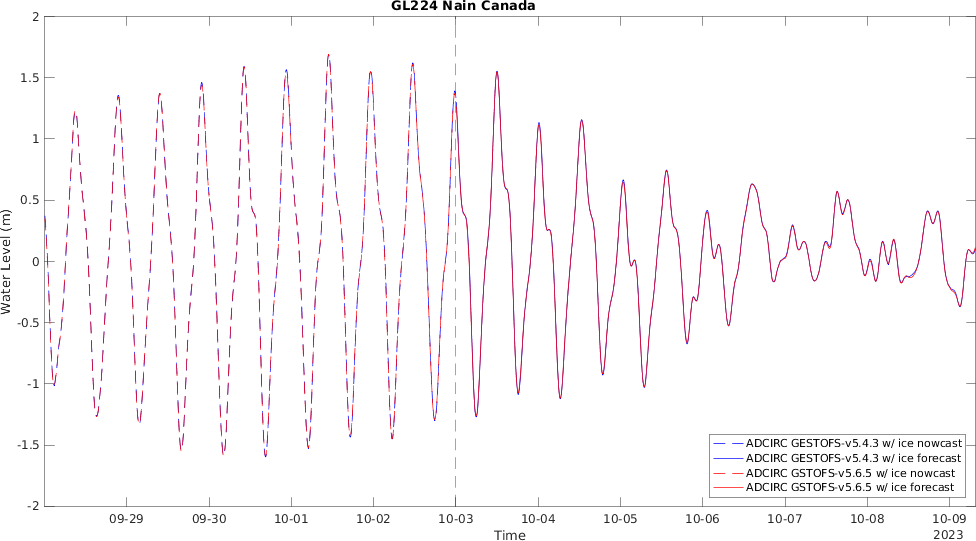 GL224 Nain Canada
2
1.5
1
0.5
0
-0.5
-1
-1.5
-2
Water Level (m)
09-29 09-30 10-01 10-02 10-03 10-04 10-05 10-06 10-07 10-08 10-09
2023
Time
ADCIRC GESTOFS-v5.4.3 w/ ice nowcast
ADCIRC GESTOFS-v5.4.3 w/ ice forecast
ADCIRC GSTOFS-v5.6.5 w/ ice nowcast
ADCIRC GSTOFS-v5.6.5 w/ ice forecast